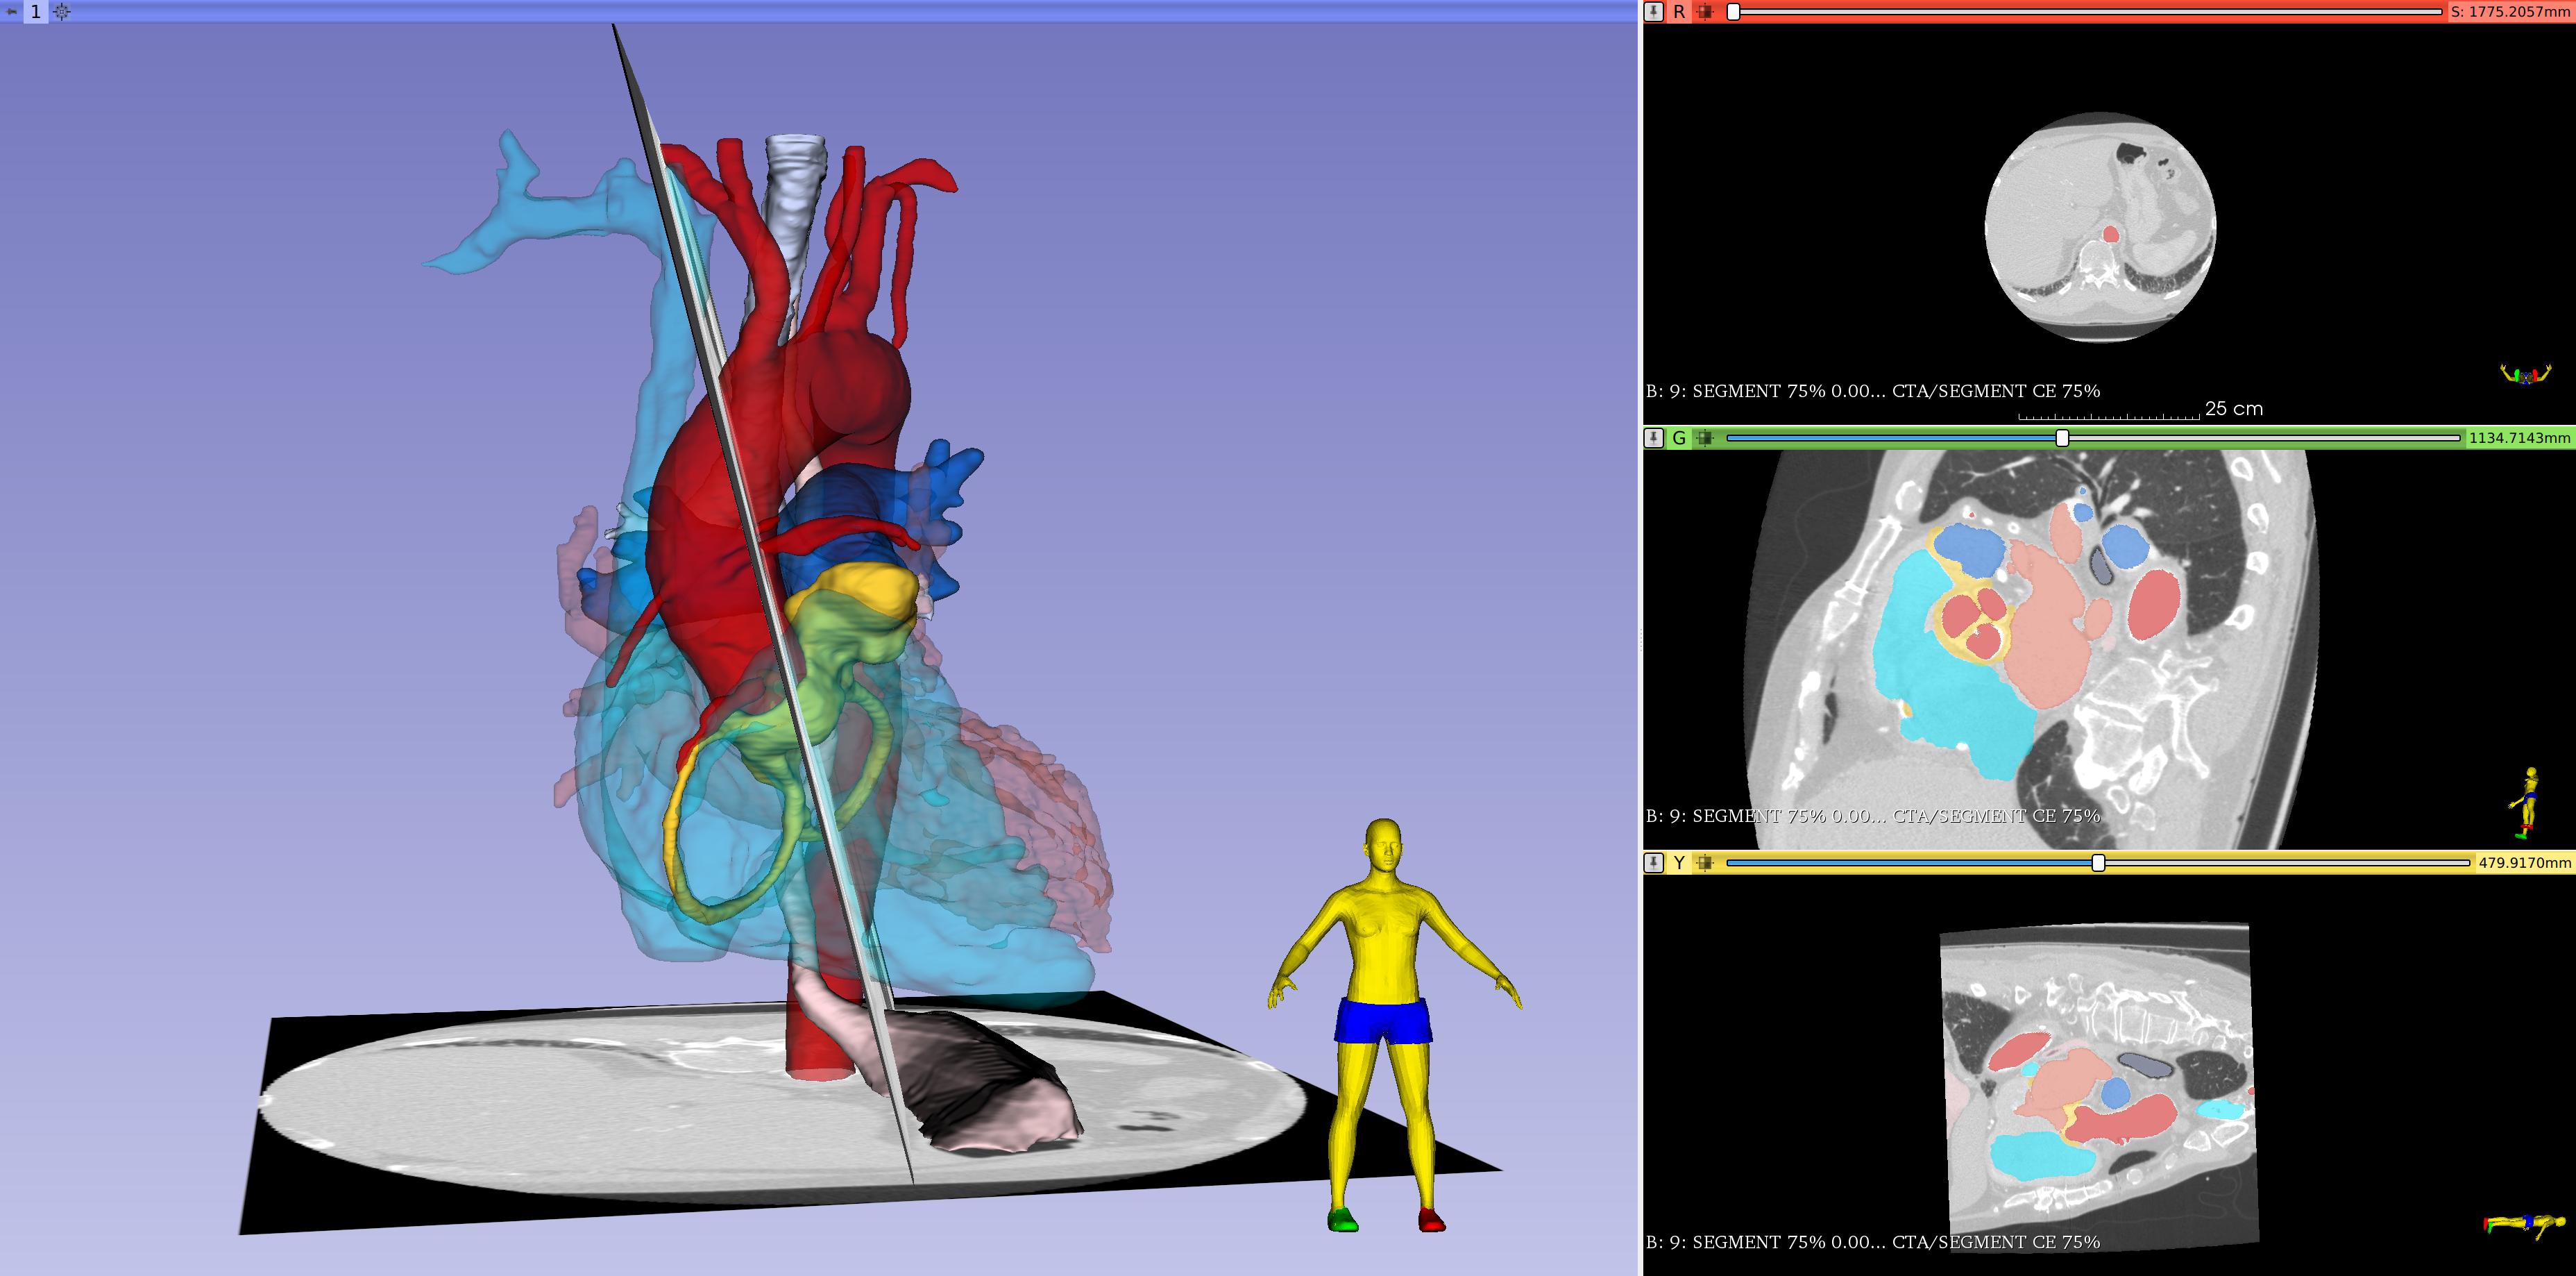 1
R
S: 1775.2057mm
B: 9: SEGMENT 75% 0.00... CTA/SEGMENT CE 75%
25 cm
G
1134.7143mm
B: 9: SEGMENT 75% 0.00... CTA/SEGMENT CE 75%
Y
479.9170mm
B: 9: SEGMENT 75% 0.00... CTA/SEGMENT CE 75%